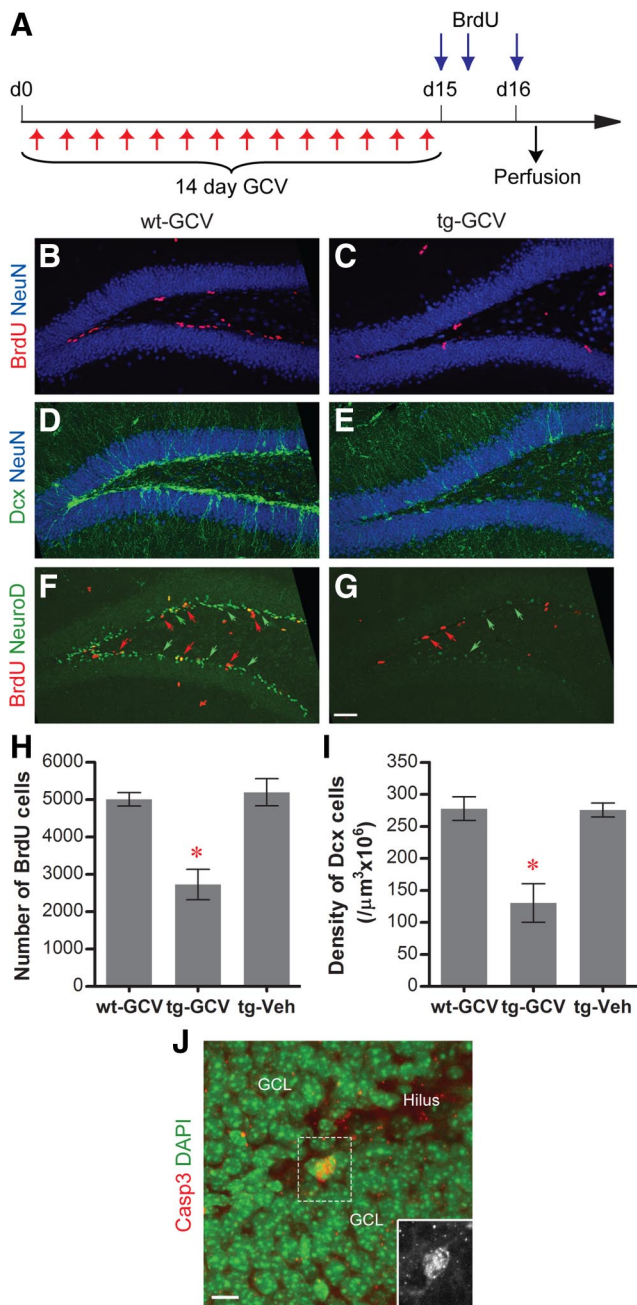 A
BrdU
d0
d15
d16
14 day GCV
Perfusion
wt-GCV
tg-GCV
B
C
BrdU NeuN
D
E
Dcx NeuN
F
G
BrdU NeuroD
H
Number of BrdU cells
6000
5000
4000
3000
2000
1000
0
*
wt-GCV tg-GCV tg-Veh
I
Density of Dcx cells
(/μm³x10⁶)
350
300
250
200
150
100
50
0
*
wt-GCV tg-GCV tg-Veh
J
Casp3 DAPI
GCL
Hilus
GCL